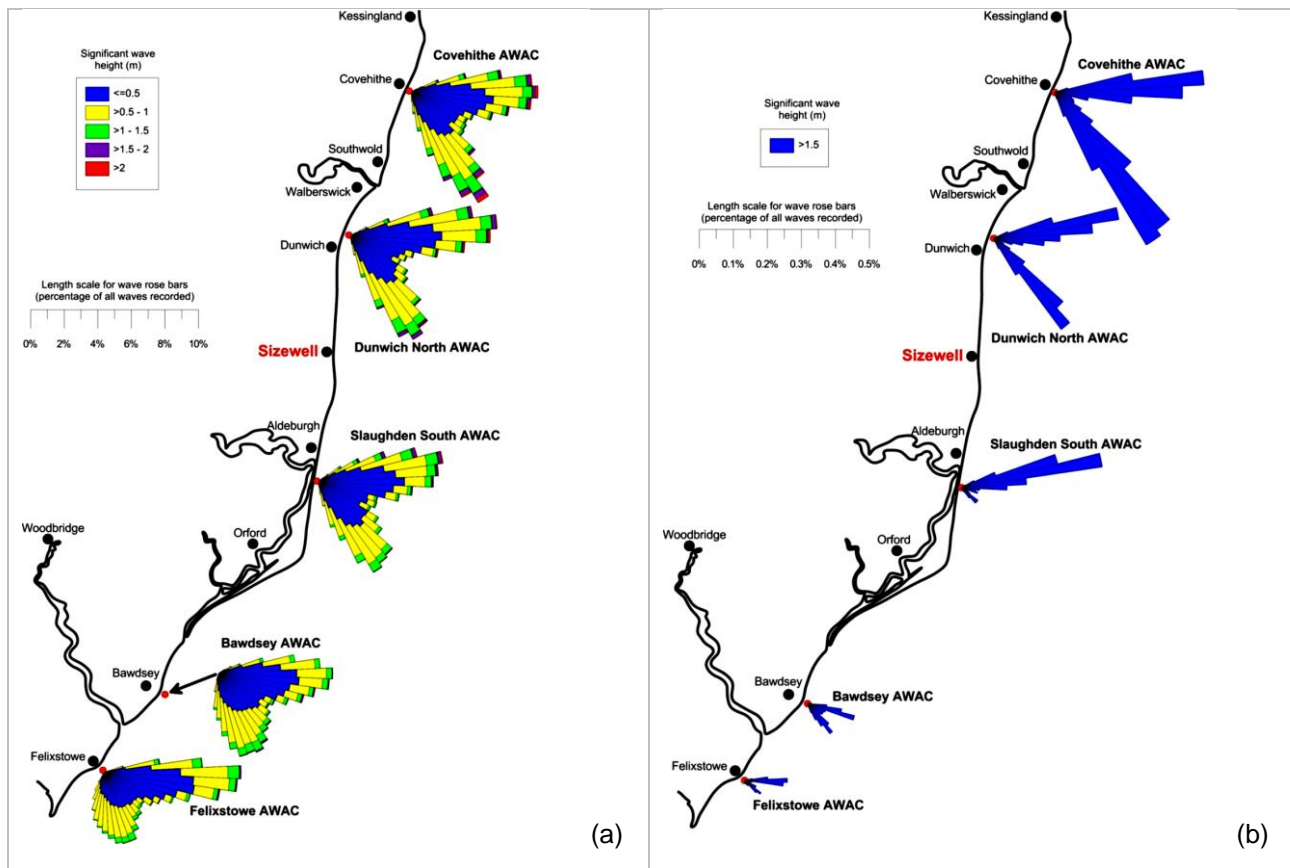 Kessingland
Significant wave
height (m)
<=0.5
>0.5 - 1
>1 - 1.5
>1.5 - 2
>2
Covehithe AWAC
Covehithe
Southwold
Walberswick
Dunwich
Length scale for wave rose bars
(percentage of all waves recorded)
0% 2% 4% 6% 8% 10%
Dunwich North AWAC
Sizewell
Aldeburgh
Slaughden South AWAC
Woodbridge
Orford
Bawdsey AWAC
Bawdsey
Felixstowe
Felixstowe AWAC
(a)
Kessingland
Covehithe AWAC
Covehithe
Significant wave
height (m)
>1.5
Southwold
Walberswick
Length scale for wave rose bars
(percentage of all waves recorded)
0% 0.1% 0.2% 0.3% 0.4% 0.5%
Dunwich
Dunwich North AWAC
Sizewell
Aldeburgh
Slaughden South AWAC
Woodbridge
Orford
Bawdsey
Bawdsey AWAC
Felixstowe
Felixstowe AWAC
(b)